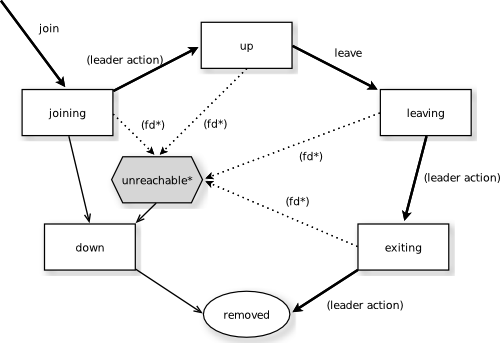 join
(leader action)
up
leave
joining
(fd*)
(fd*)
leaving
(fd*)
unreachable*
(leader action)
(fd*)
down
exiting
removed
(leader action)